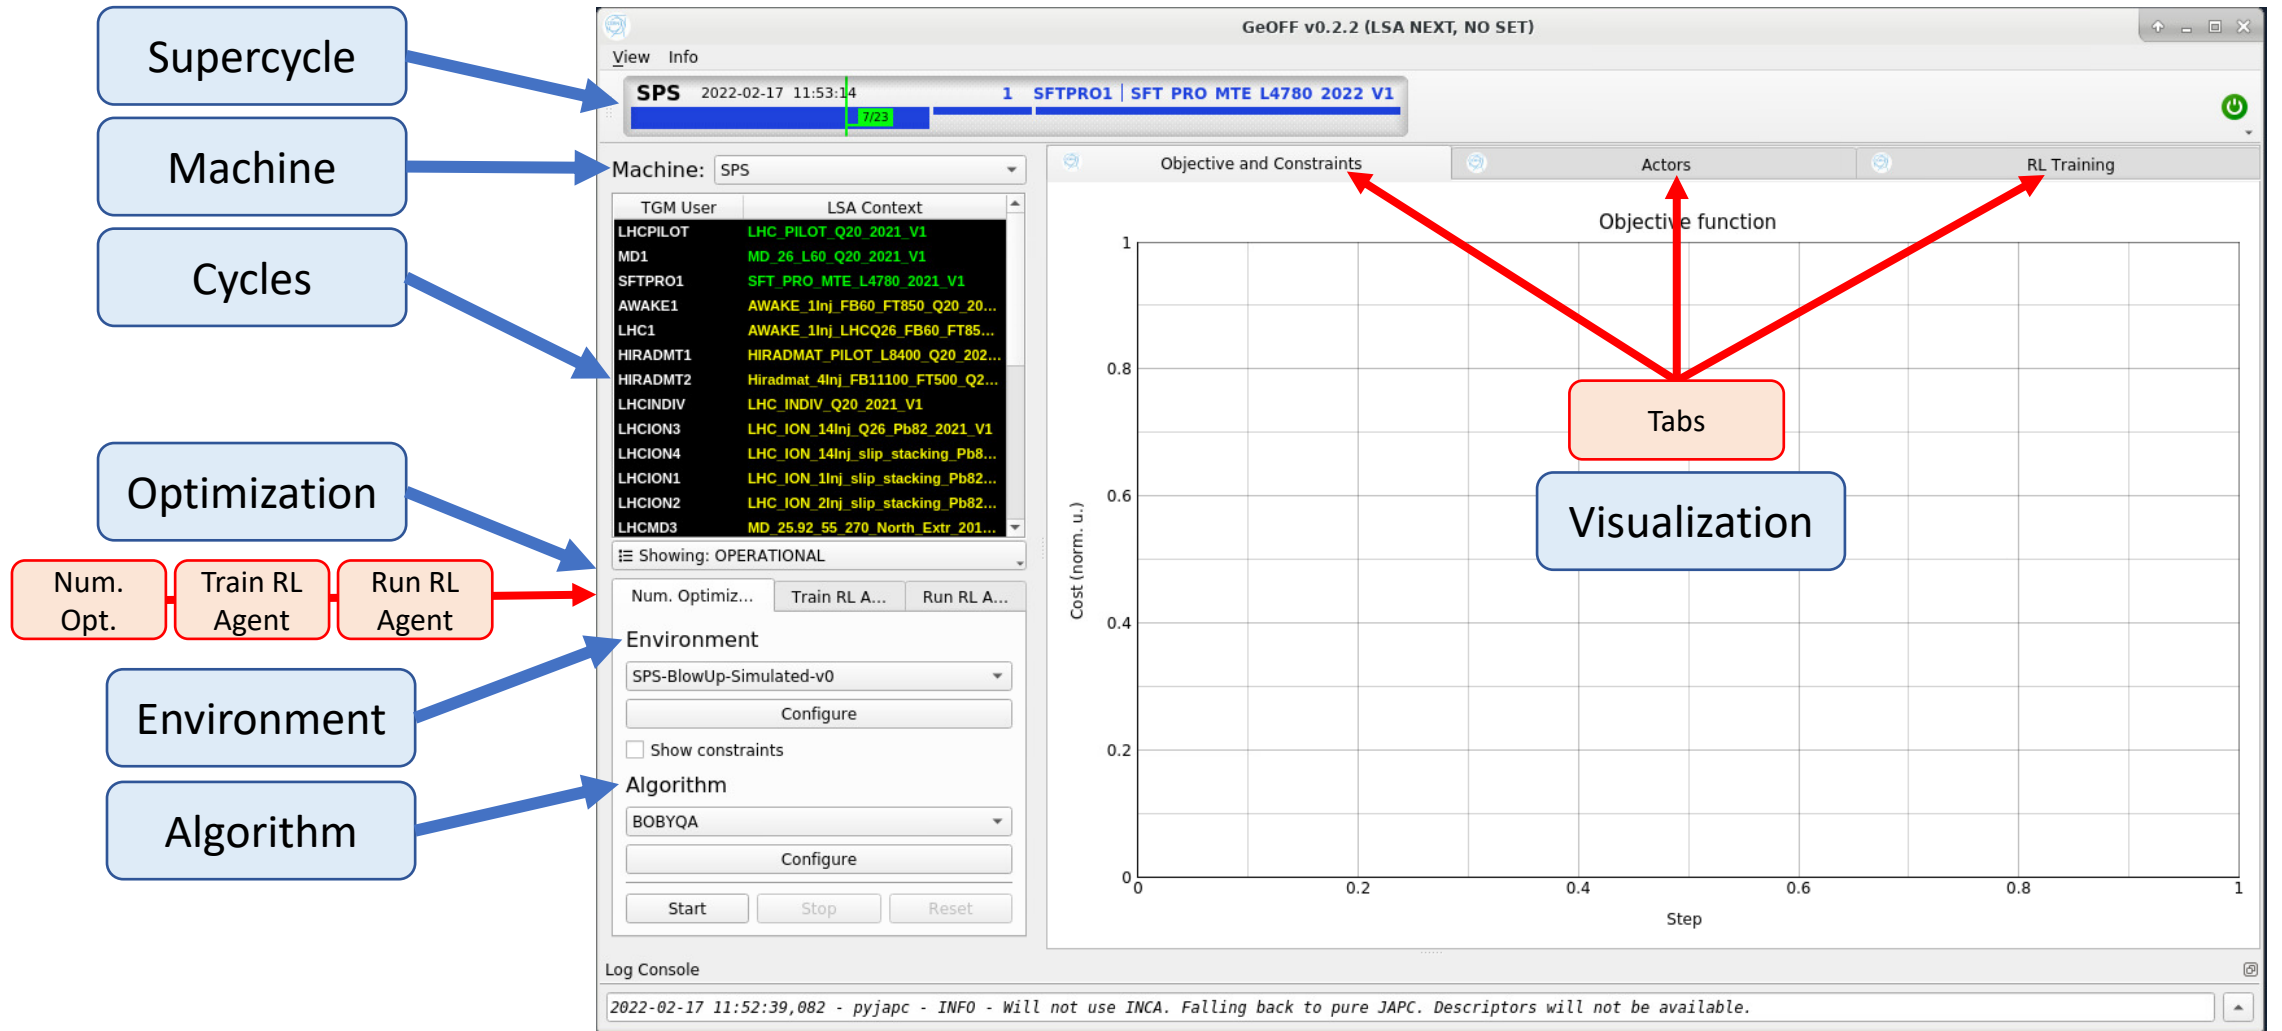 Supercycle
Machine
Cycles
Optimization
Num. Opt.
Train RL Agent
Run RL Agent
Environment
Algorithm
GeOFF v0.2.2 (LSA NEXT, NO SET)
View Info
SPS 2022-02-17 11:53:14 1 SFTPRO1 | SFT PRO MTE L4780 2022 V1
7/23
Machine: SPS
TGM User LSA Context
LHCPILOT LHC_PILOT_Q20_2021_V1
MD1 MD_26_L60_Q20_2021_V1
SFTPRO1 SFT_PRO_MTE_L4780_2021_V1
AWAKE1 AWAKE_1Inj_FB60_FT850_Q20_20...
LHC1 AWAKE_1Inj_LHCQ26_FB60_FT85...
HIRADMT1 HIRADMAT_PILOT_L8400_Q20_202...
HIRADMT2 Hiradmat_4Inj_FB11100_FT500_Q2...
LHCINDIV LHC_INDIV_Q20_2021_V1
LHCION3 LHC_ION_14Inj_Q26_Pb82_2021_V1
LHCION4 LHC_ION_14Inj_slip_stacking_Pb8...
LHCION1 LHC_ION_1Inj_slip_stacking_Pb82...
LHCION2 LHC_ION_2Inj_slip_stacking_Pb82...
LHCMD3 MD_25.92_55_270_North_Extr_201...
Showing: OPERATIONAL
Num. Optimiz... Train RL A... Run RL A...
Environment
SPS-BlowUp-Simulated-v0
Configure
Show constraints
Algorithm
BOBYQA
Configure
Start Stop Reset
Objective and Constraints Actors RL Training
Objective function
Tabs
Visualization
Cost (norm. u.)
1
0.8
0.6
0.4
0.2
0
0 0.2 0.4 0.6 0.8 1
Step
Log Console
2022-02-17 11:52:39,082 - pyjapc - INFO - Will not use INCA. Falling back to pure JAPC. Descriptors will not be available.